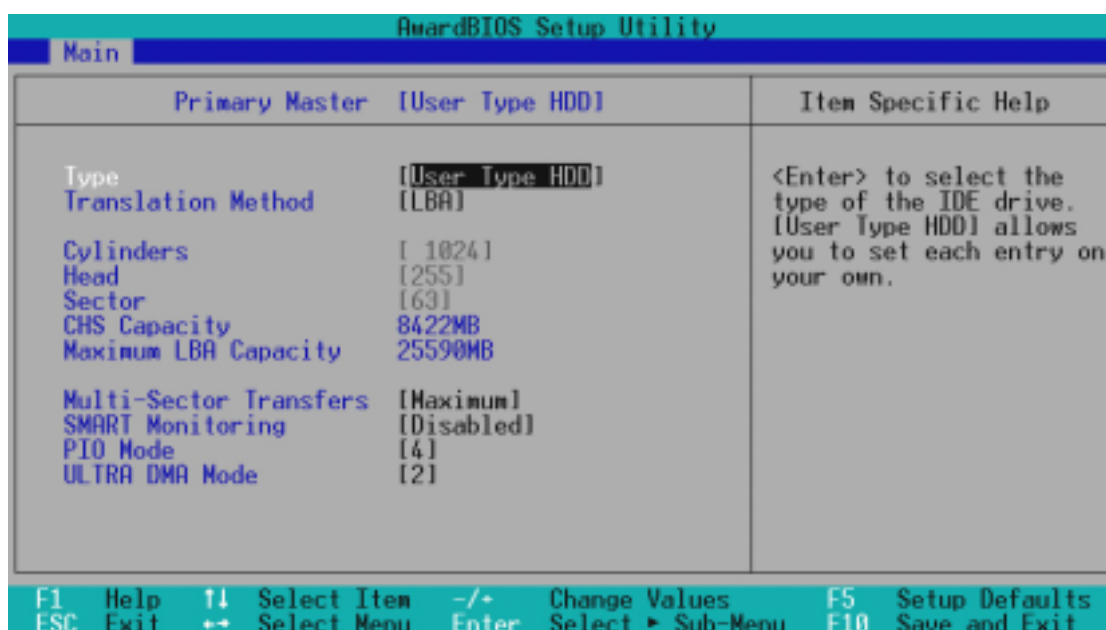 AwardBIOS Setup Utility
Main
Primary Master [User Type HDD] Item Specific Help
Type [User Type HDD]
Translation Method [LBA]
Cylinders [ 1024]
Head [255]
Sector [63]
CHS Capacity 8422MB
Maximum LBA Capacity 25590MB
Multi-Sector Transfers [Maximum]
SMART Monitoring [Disabled]
PIO Mode [4]
ULTRA DMA Mode [2]
<Enter> to select the
type of the IDE drive.
[User Type HDD] allows
you to set each entry on
your own.
F1 Help ↑↓ Select Item -/+ Change Values F5 Setup Defaults
ESC Exit ←→ Select Menu Enter Select ► Sub-Menu F10 Save and Exit